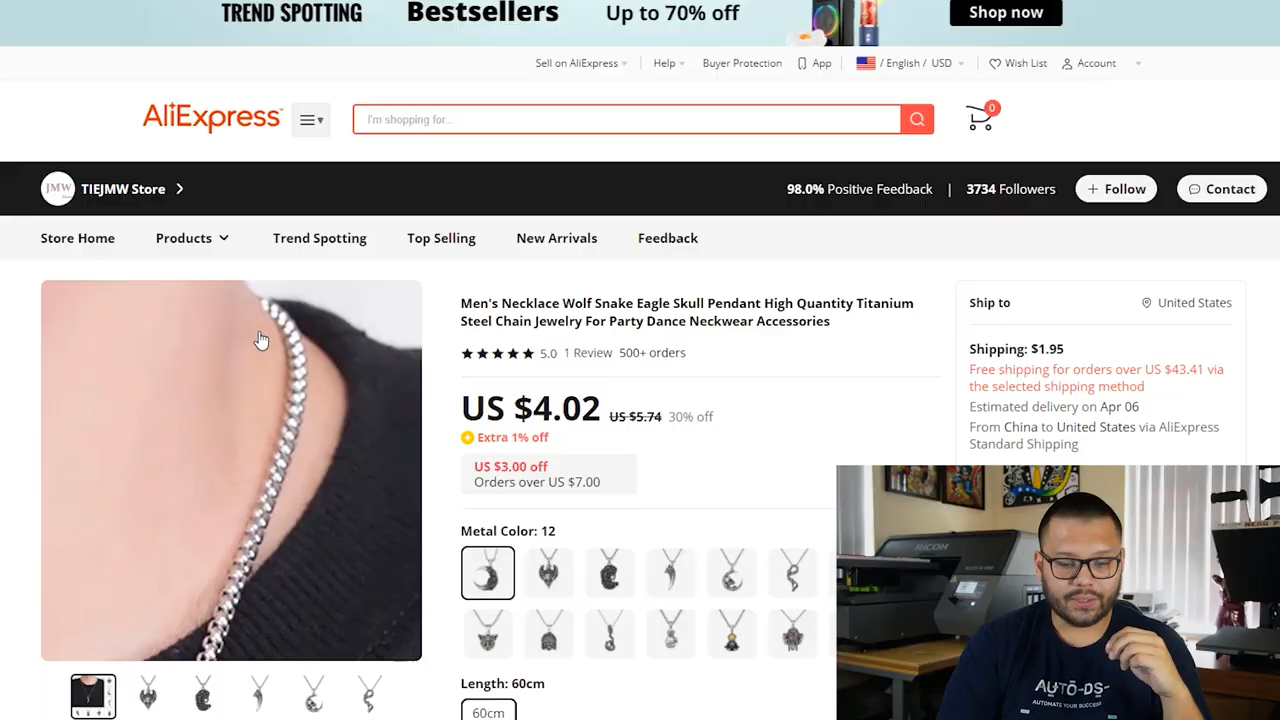 TREND SPOTTING
Bestsellers
Up to 70% off
Shop now
Sell on AliExpress
Help
Buyer Protection
App
/ English / USD
Wish List
Account
AliExpress
I'm shopping for...
0
JMW
TIEJMW Store
98.0% Positive Feedback | 3734 Followers
+ Follow
Contact
Store Home
Products
Trend Spotting
Top Selling
New Arrivals
Feedback
Men's Necklace Wolf Snake Eagle Skull Pendant High Quantity Titanium
Steel Chain Jewelry For Party Dance Neckwear Accessories
5.0 1 Review 500+ orders
US $4.02 US $5.74 30% off
Extra 1% off
US $3.00 off
Orders over US $7.00
Metal Color: 12
Length: 60cm
60cm
Ship to
United States
Shipping: $1.95
Free shipping for orders over US $43.41 via
the selected shipping method
Estimated delivery on Apr 06
From China to United States via AliExpress
Standard Shipping
RICOH
AUTO-DS-
AUTOMATE YOUR SUCCESS